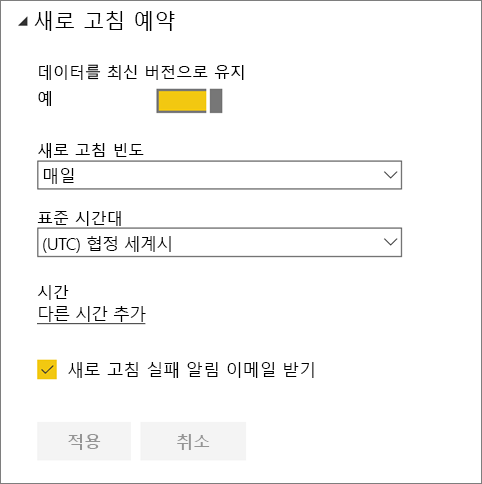 새로 고침 예약
데이터를 최신 버전으로 유지
예
새로 고침 빈도
매일
표준 시간대
(UTC) 협정 세계시
시간
다른 시간 추가
새로 고침 실패 알림 이메일 받기
적용 취소